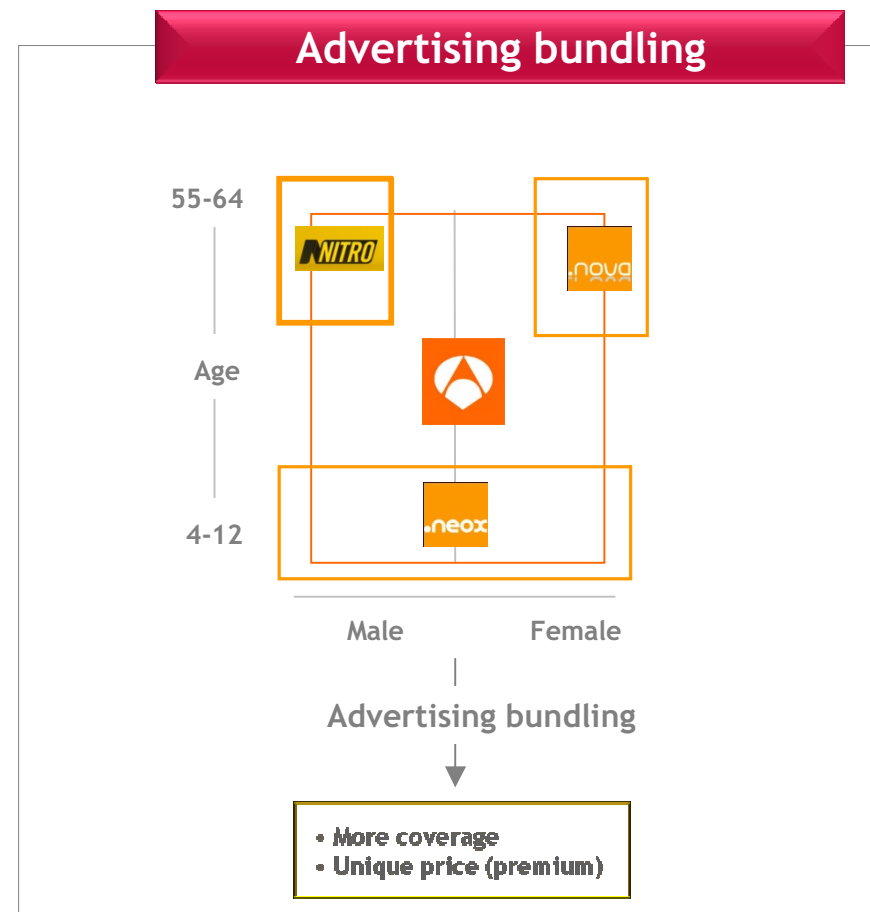 Advertising bundling
55-64
NITRO
.nova
Age
.neox
4-12
Male Female
Advertising bundling
• More coverage
• Unique price (premium)